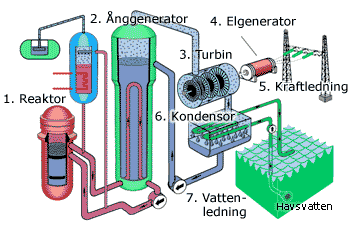 2. Ånggenerator
4. Elgenerator
3. Turbin
5. Kraftledning
1. Reaktor
6. Kondensor
7. Vatten-
ledning
Havsvatten